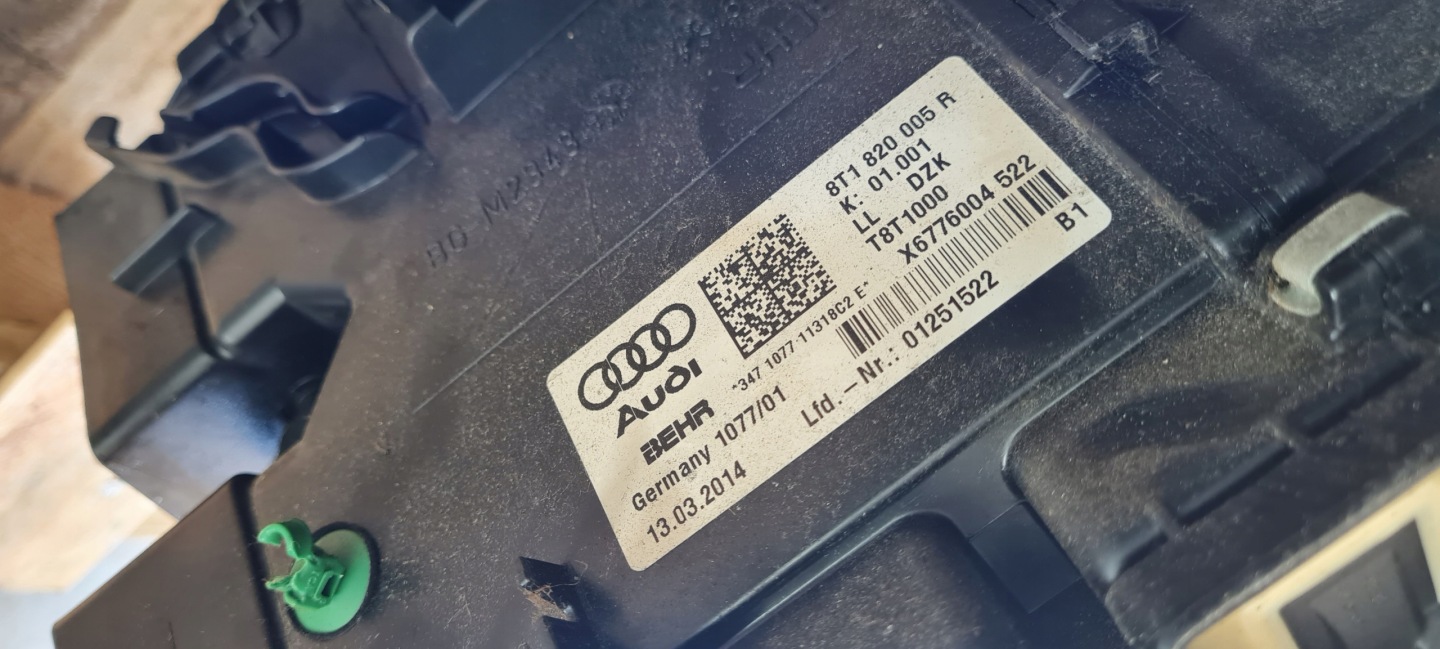 8T1 820 005 R
K: 01.001
LL DZK
T8T1000
X6776004 522
B1
*347 1077 11318C2 E*
Lfd.-Nr.: 01251522
Audi
BEHR
Germany 1077/01
13.03.2014